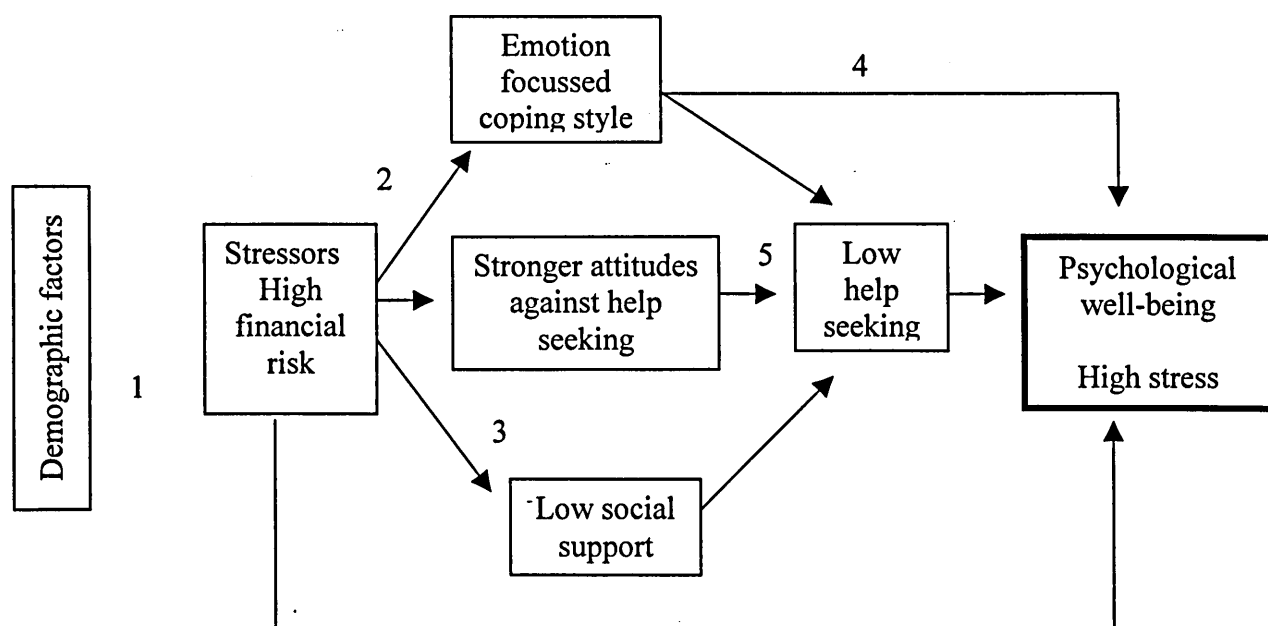 Demographic factors
1
Stressors
High
financial
risk
2
3
Emotion
focussed
coping style
Stronger attitudes
against help
seeking
Low social
support
4
5
Low
help
seeking
Psychological
well-being
High stress